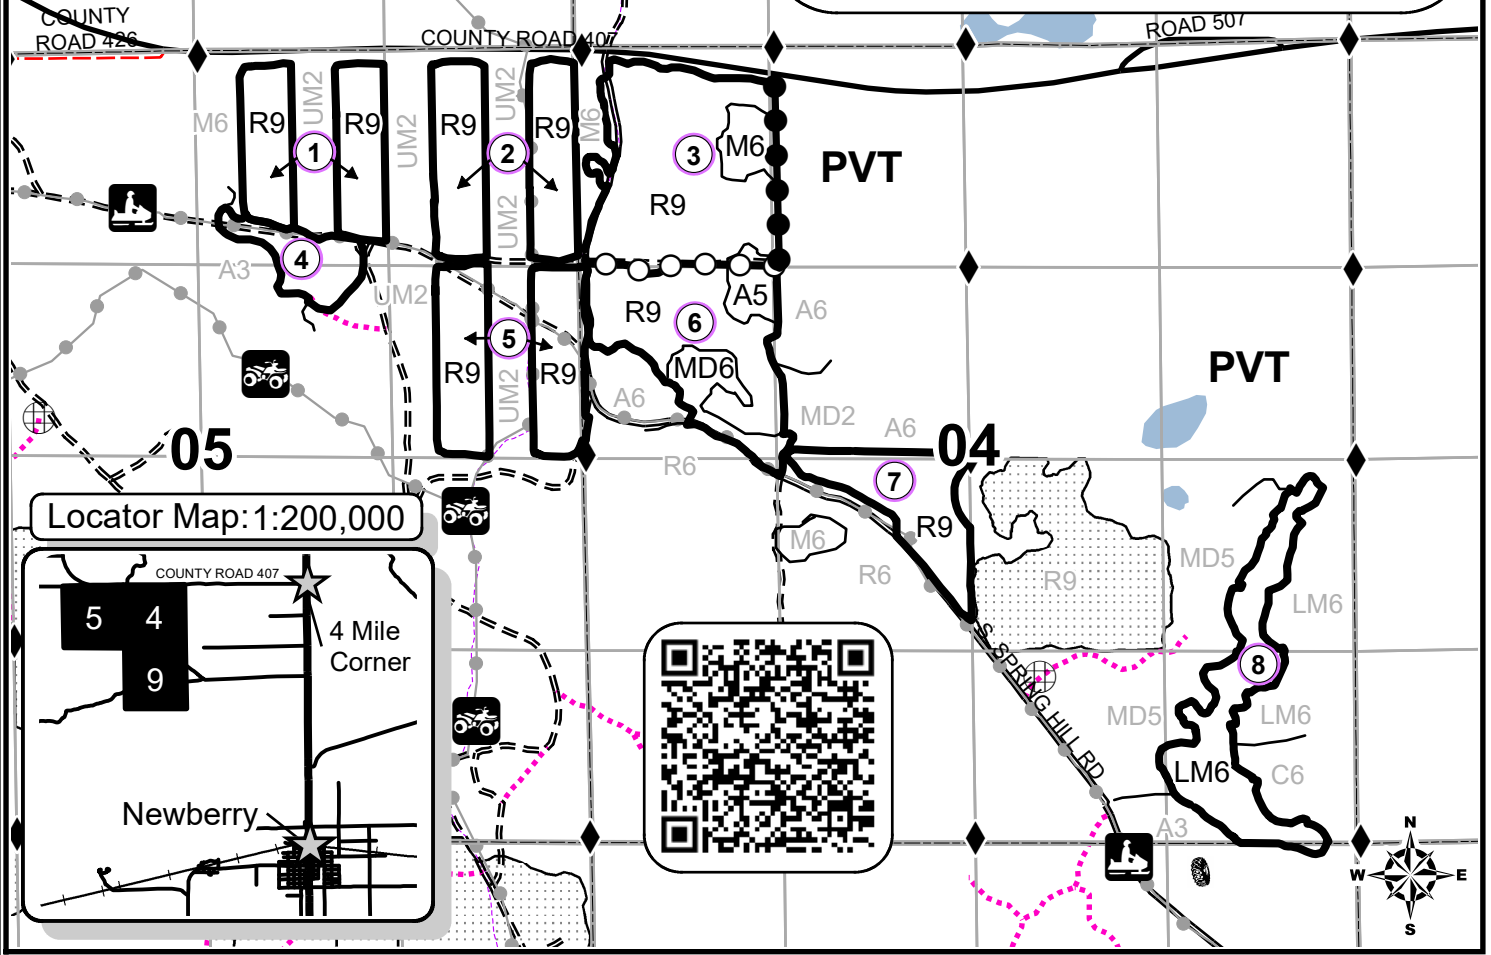 COUNTY
ROAD 426
COUNTY ROAD 407
ROAD 507
M6
R9
UM2
R9
UM2
R9
UM2
R9
M6
1
2
3
M6
PVT
R9
UM2
4
A3
UM2
R9
6
A5
A6
5
R9
UM2
R9
MD6
PVT
A6
MD2
A6
05
04
R6
7
R9
M6
R6
R9
MD5
LM6
S SPRING HILL RD
8
MD5
LM6
LM6
C6
A3
Locator Map: 1:200,000
COUNTY ROAD 407
5
4
9
4 Mile
Corner
Newberry
N
W
E
S